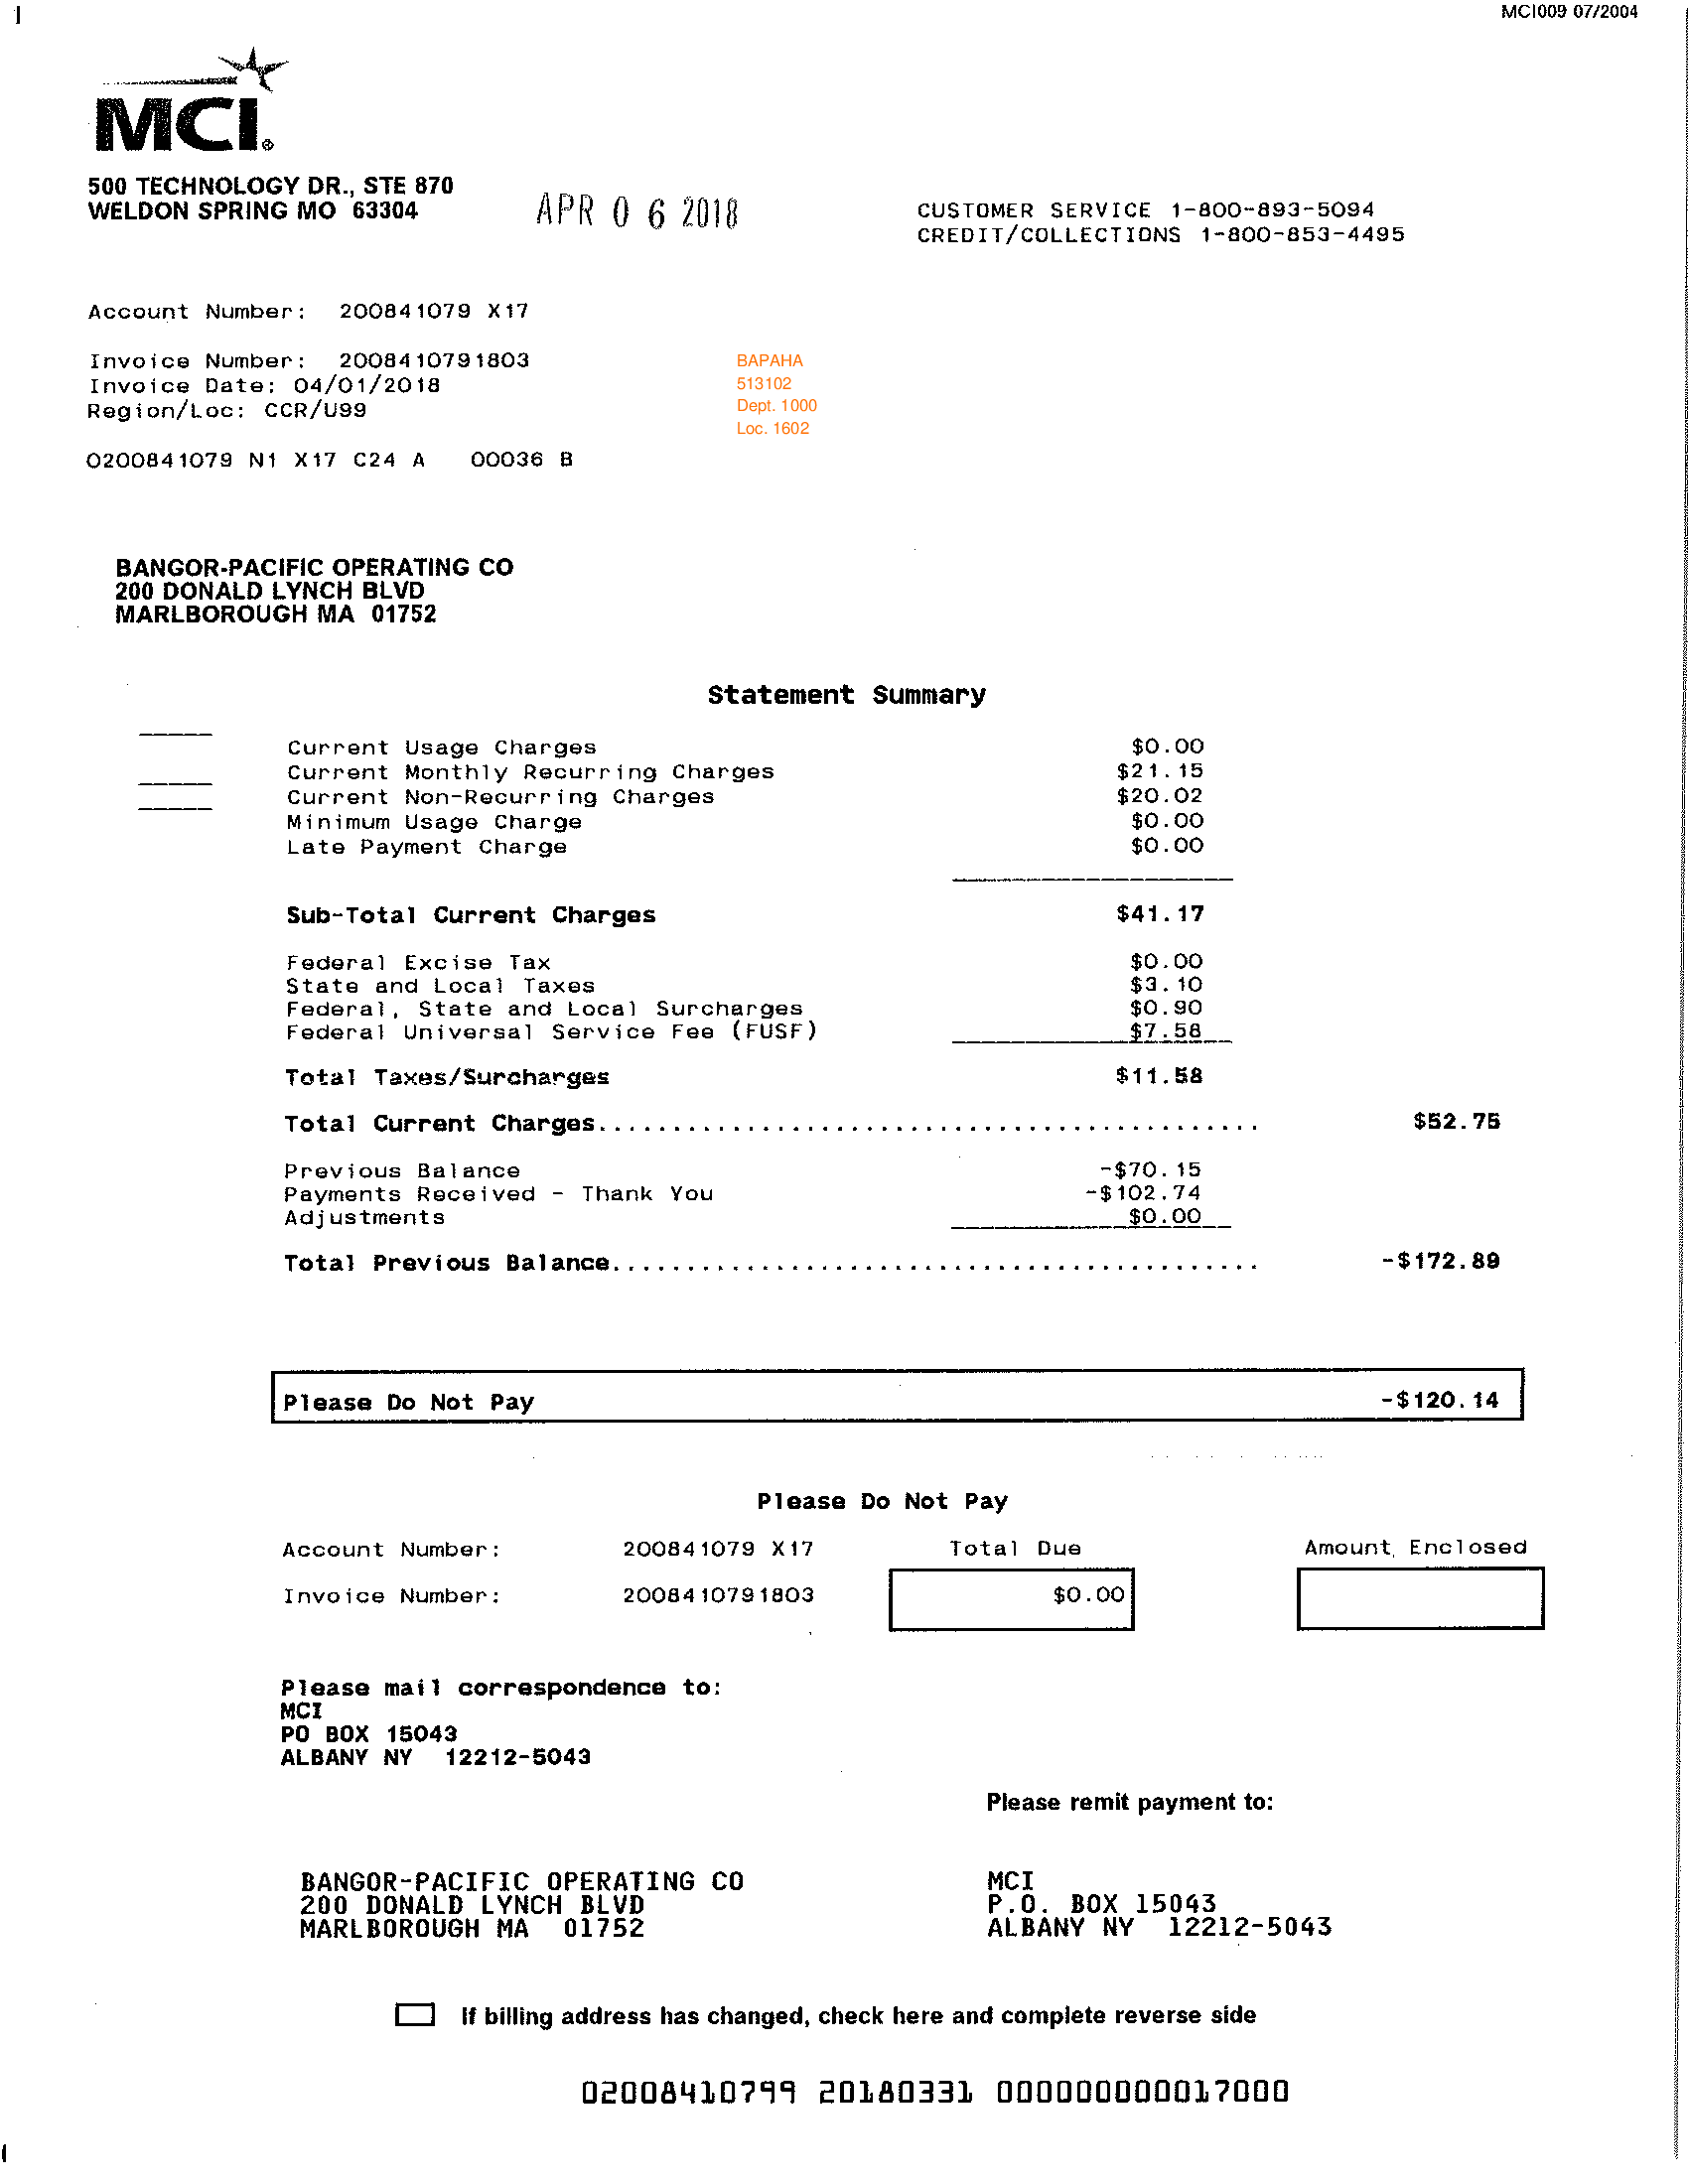 MCI009 07/2004
MCI®
500 TECHNOLOGY DR., STE 870
WELDON SPRING MO 63304
APR 0 6 2018
CUSTOMER SERVICE 1-800-893-5094
CREDIT/COLLECTIONS 1-800-853-4495
Account Number: 200841079 X17
Invoice Number: 2008410791803
Invoice Date: 04/01/2018
Region/Loc: CCR/U99
BAPAHA
513102
Dept. 1000
Loc. 1602
0200841079 N1 X17 C24 A 00036 B
BANGOR-PACIFIC OPERATING CO
200 DONALD LYNCH BLVD
MARLBOROUGH MA 01752
Statement Summary
Current Usage Charges $0.00
Current Monthly Recurring Charges $21.15
Current Non-Recurring Charges $20.02
Minimum Usage Charge $0.00
Late Payment Charge $0.00
Sub-Total Current Charges $41.17
Federal Excise Tax $0.00
State and Local Taxes $3.10
Federal, State and Local Surcharges $0.90
Federal Universal Service Fee (FUSF) $7.58
Total Taxes/Surcharges $11.58
Total Current Charges............................................. $52.75
Previous Balance -$70.15
Payments Received - Thank You -$102.74
Adjustments $0.00
Total Previous Balance............................................ -$172.89
Please Do Not Pay -$120.14
Please Do Not Pay
Account Number: 200841079 X17 Total Due Amount Enclosed
Invoice Number: 2008410791803 $0.00
Please mail correspondence to:
MCI
PO BOX 15043
ALBANY NY 12212-5043
Please remit payment to:
BANGOR-PACIFIC OPERATING CO
200 DONALD LYNCH BLVD
MARLBOROUGH MA 01752
MCI
P.O. BOX 15043
ALBANY NY 12212-5043
If billing address has changed, check here and complete reverse side
02008410799 20180331 000000000017000